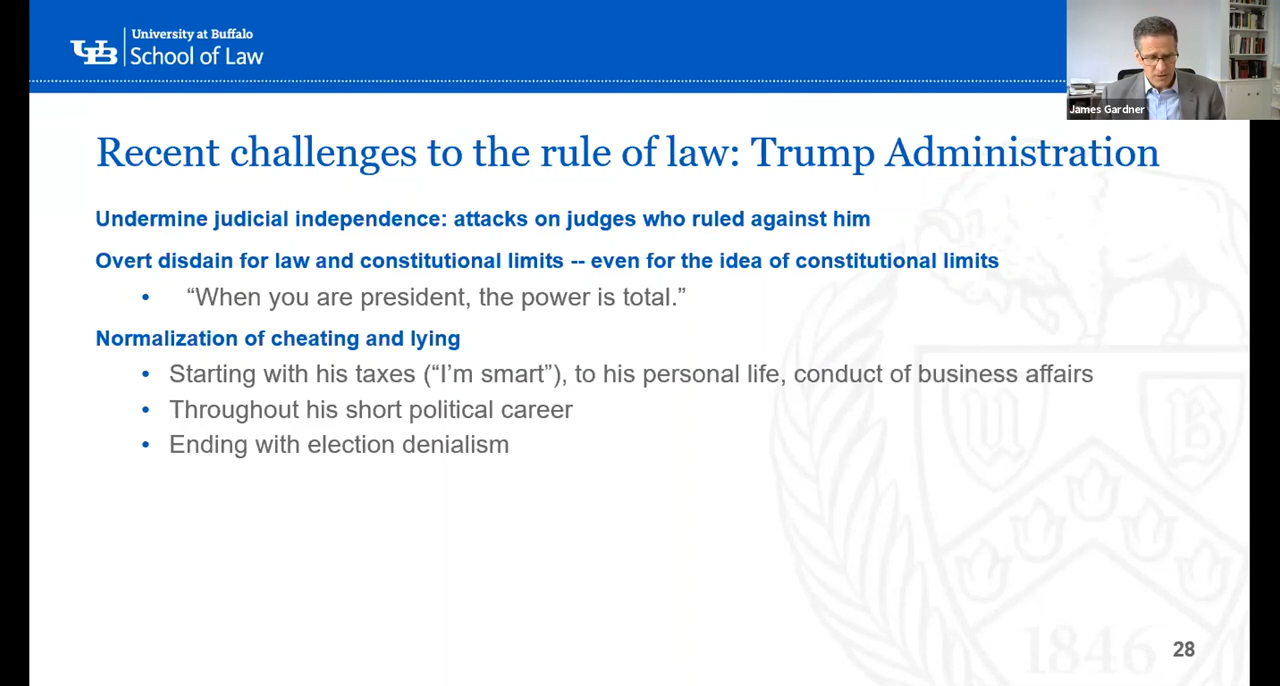 University at Buffalo
UB School of Law
James Gardner
Recent challenges to the rule of law: Trump Administration
Undermine judicial independence: attacks on judges who ruled against him
Overt disdain for law and constitutional limits -- even for the idea of constitutional limits
• “When you are president, the power is total.”
Normalization of cheating and lying
• Starting with his taxes (“I’m smart”), to his personal life, conduct of business affairs
• Throughout his short political career
• Ending with election denialism
U B
1846
28